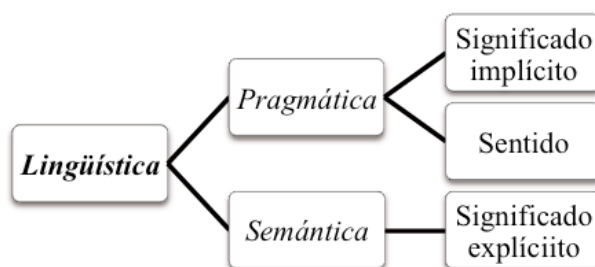 Significado
implícito
Pragmática
Sentido
Lingüística
Semántica
Significado
explíciito